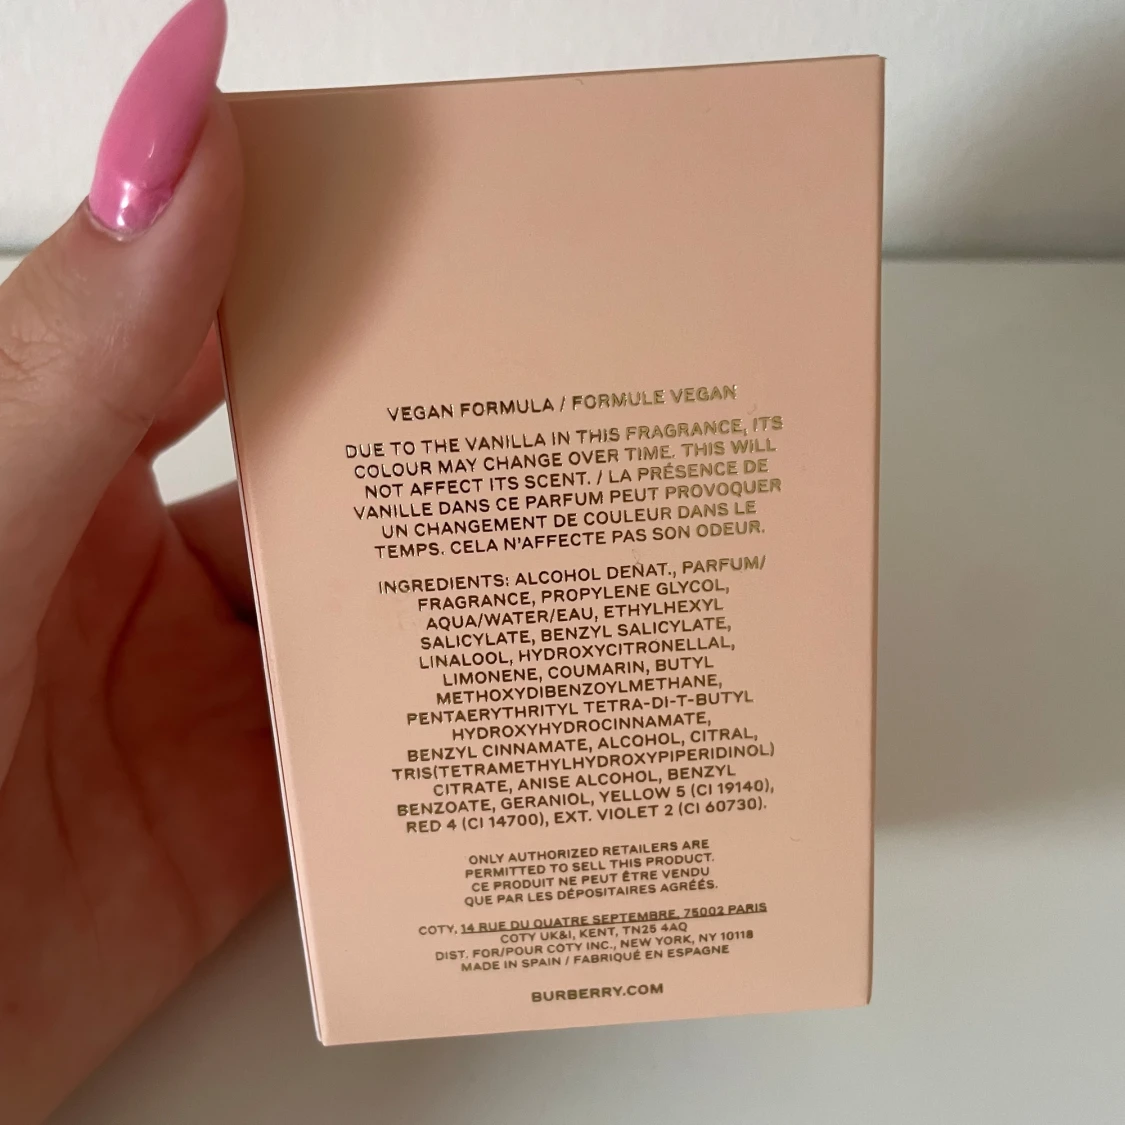 VEGAN FORMULA / FORMULE VEGAN
DUE TO THE VANILLA IN THIS FRAGRANCE, ITS
COLOUR MAY CHANGE OVER TIME. THIS WILL
NOT AFFECT ITS SCENT. / LA PRÉSENCE DE
VANILLE DANS CE PARFUM PEUT PROVOQUER
UN CHANGEMENT DE COULEUR DANS LE
TEMPS. CELA N'AFFECTE PAS SON ODEUR.
INGREDIENTS: ALCOHOL DENAT., PARFUM/
FRAGRANCE, PROPYLENE GLYCOL,
AQUA/WATER/EAU, ETHYLHEXYL
SALICYLATE, BENZYL SALICYLATE,
LINALOOL, HYDROXYCITRONELLAL,
LIMONENE, COUMARIN, BUTYL
METHOXYDIBENZOYLMETHANE,
PENTAERYTHRITYL TETRA-DI-T-BUTYL
HYDROXYHYDROCINNAMATE,
BENZYL CINNAMATE, ALCOHOL, CITRAL,
TRIS(TETRAMETHYLHYDROXYPIPERIDINOL)
CITRATE, ANISE ALCOHOL, BENZYL
BENZOATE, GERANIOL, YELLOW 5 (CI 19140),
RED 4 (CI 14700), EXT. VIOLET 2 (CI 60730).
ONLY AUTHORIZED RETAILERS ARE
PERMITTED TO SELL THIS PRODUCT.
CE PRODUIT NE PEUT ÊTRE VENDU
QUE PAR LES DÉPOSITAIRES AGRÉÉS.
COTY, 14 RUE DU QUATRE SEPTEMBRE, 75002 PARIS
COTY UK&I, KENT, TN25 4AQ
DIST. FOR/POUR COTY INC., NEW YORK, NY 10118
MADE IN SPAIN / FABRIQUÉ EN ESPAGNE
BURBERRY.COM